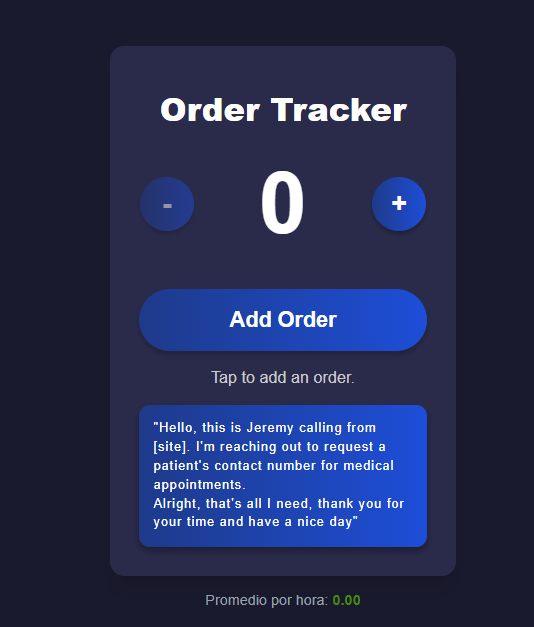 Order Tracker
- 0 +
Add Order
Tap to add an order.
"Hello, this is Jeremy calling from
[site]. I'm reaching out to request a
patient's contact number for medical
appointments.
Alright, that's all I need, thank you for
your time and have a nice day"
Promedio por hora: 0.00